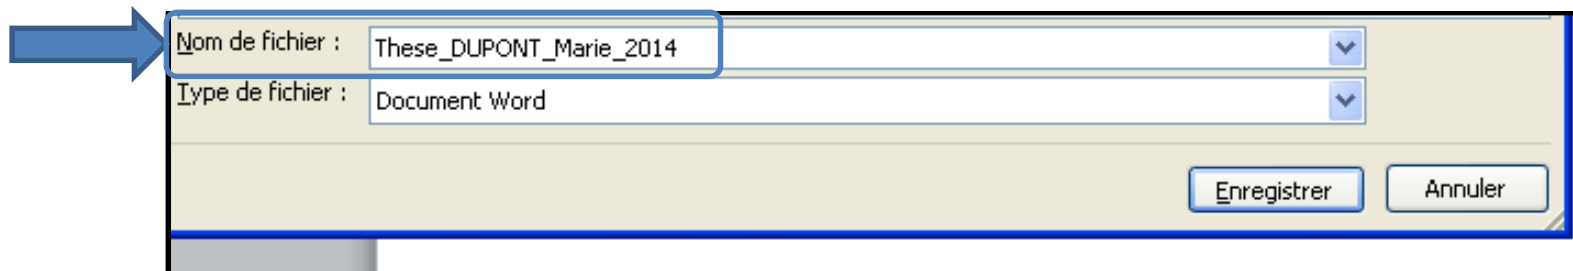 Nom de fichier : These_DUPONT_Marie_2014
Type de fichier : Document Word
Enregistrer Annuler